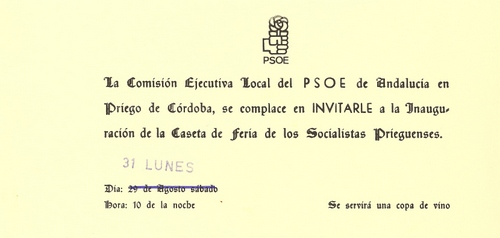 PSOE
La Comisión Ejecutiva Local del PSOE de Andalucía en
Priego de Córdoba, se complace en INVITARLE a la Inaugu-
ración de la Caseta de Feria de los Socialistas Prieguenses.
31 LUNES
Día: 29 de Agosto sábado
Hora: 10 de la noche
Se servirá una copa de vino